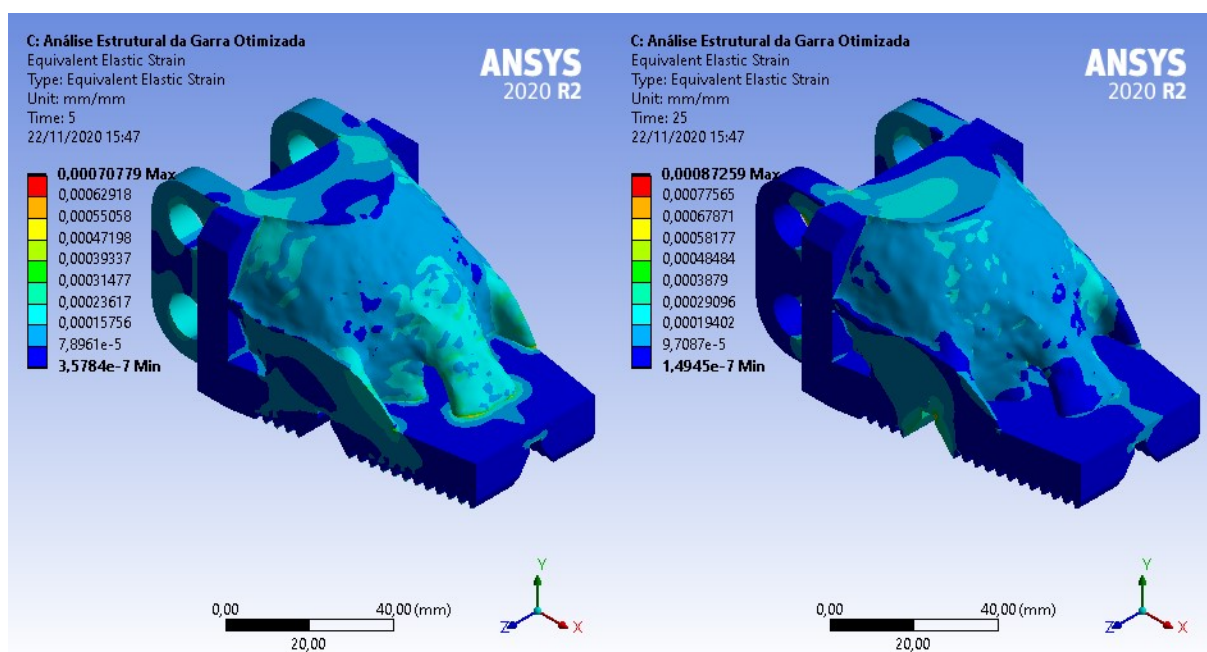 C: Análise Estrutural da Garra Otimizada
Equivalent Elastic Strain
Type: Equivalent Elastic Strain
Unit: mm/mm
Time: 5
22/11/2020 15:47
ANSYS
2020 R2
0,00070779 Max
0,00062918
0,00055058
0,00047198
0,00039337
0,00031477
0,00023617
0,00015756
7,8961e-5
3,5784e-7 Min
0,00
40,00 (mm)
20,00
Y
Z
X
C: Análise Estrutural da Garra Otimizada
Equivalent Elastic Strain
Type: Equivalent Elastic Strain
Unit: mm/mm
Time: 25
22/11/2020 15:47
ANSYS
2020 R2
0,00087259 Max
0,00077565
0,00067871
0,00058177
0,00048484
0,0003879
0,00029096
0,00019402
9,7087e-5
1,4945e-7 Min
0,00
40,00 (mm)
20,00
Y
Z
X